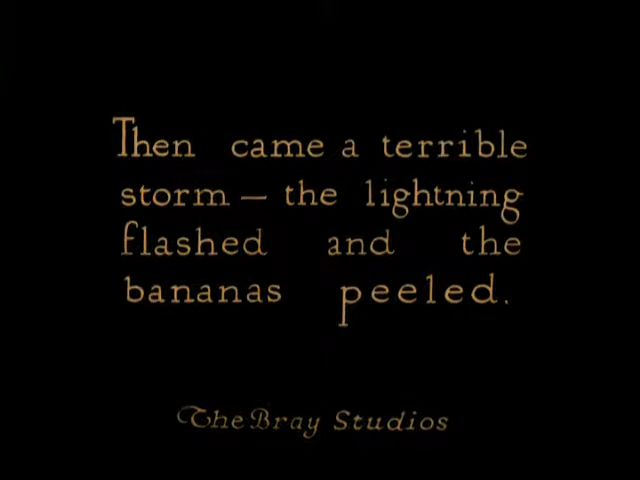 Then came a terrible
storm — the lightning
flashed and the
bananas peeled.
The Bray Studios